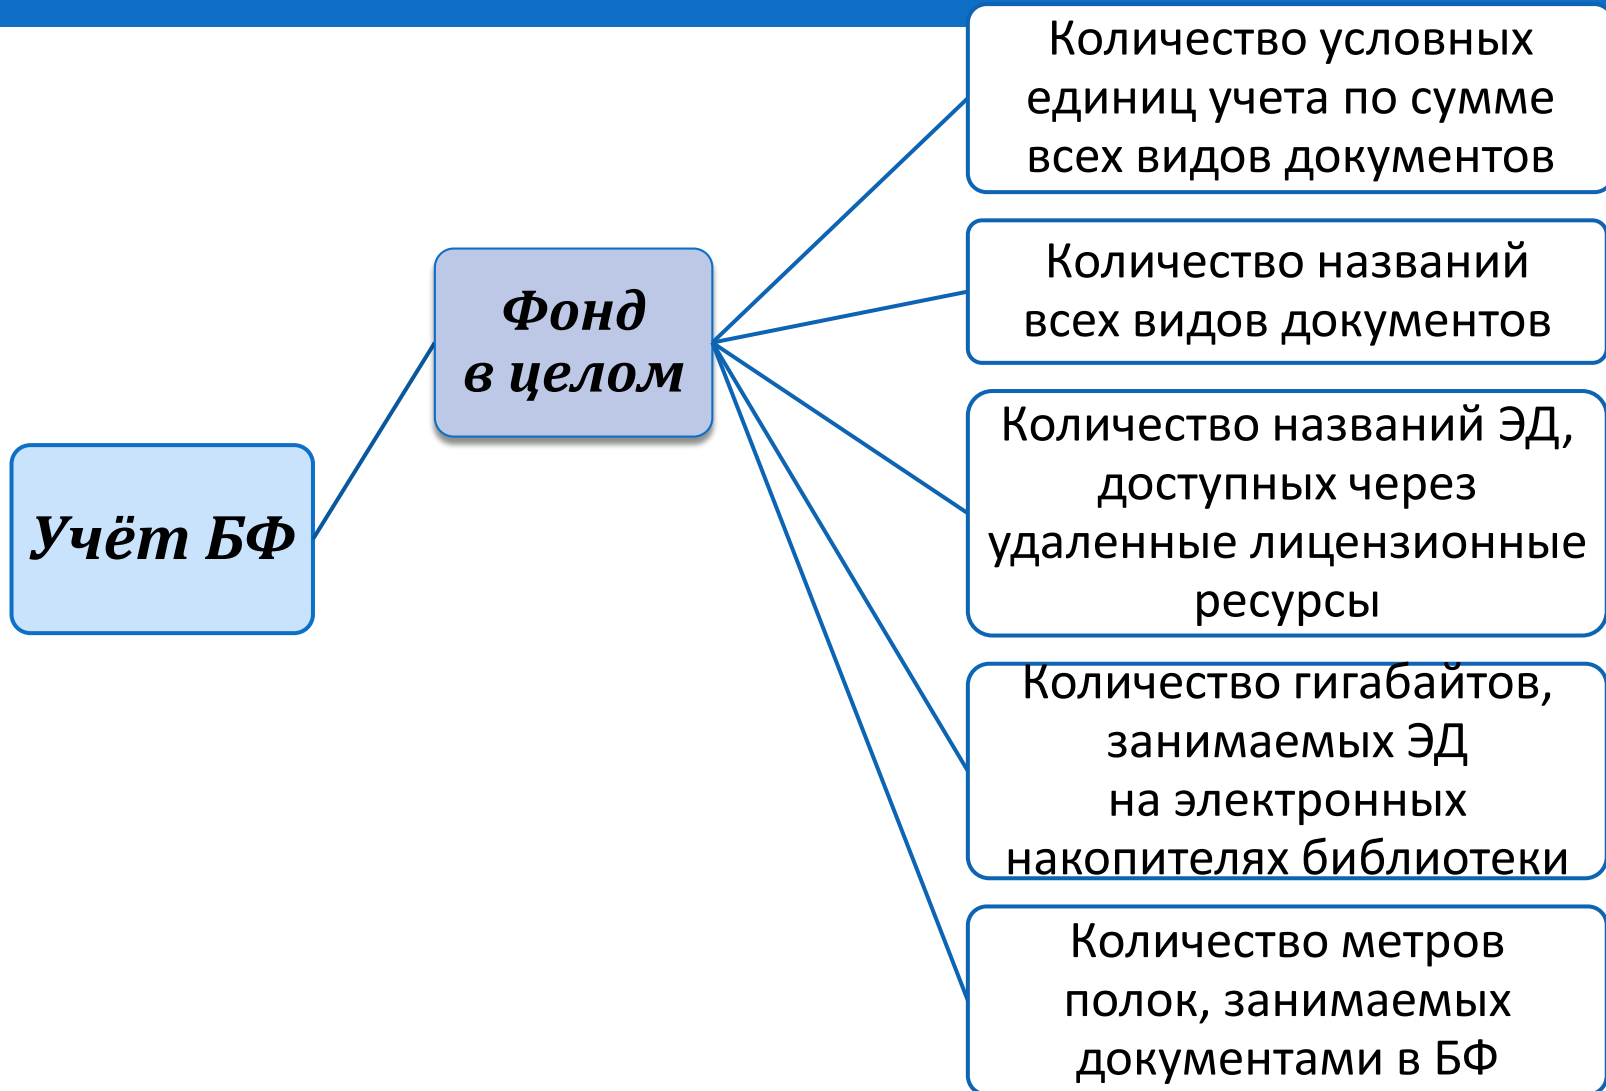 Учёт БФ
Фонд
в целом
Количество условных
единиц учета по сумме
всех видов документов
Количество названий
всех видов документов
Количество названий ЭД,
доступных через
удаленные лицензионные
ресурсы
Количество гигабайтов,
занимаемых ЭД
на электронных
накопителях библиотеки
Количество метров
полок, занимаемых
документами в БФ